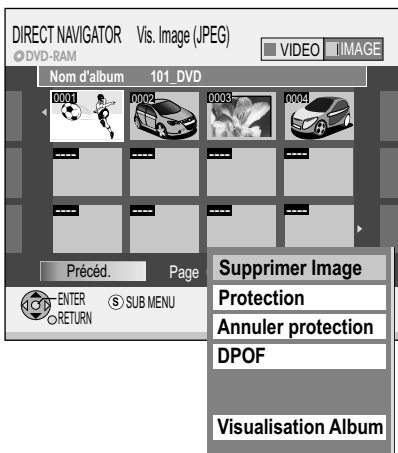 DIRECT NAVIGATOR Vis. Image (JPEG)
DVD-RAM
VIDEO IMAGE
Nom d'album 101_DVD
0001 0002 0003 0004
---- ---- ---- ----
---- ---- ---- ----
Précéd. Page
ENTER S SUB MENU
RETURN
Supprimer Image
Protection
Annuler protection
DPOF
Visualisation Album